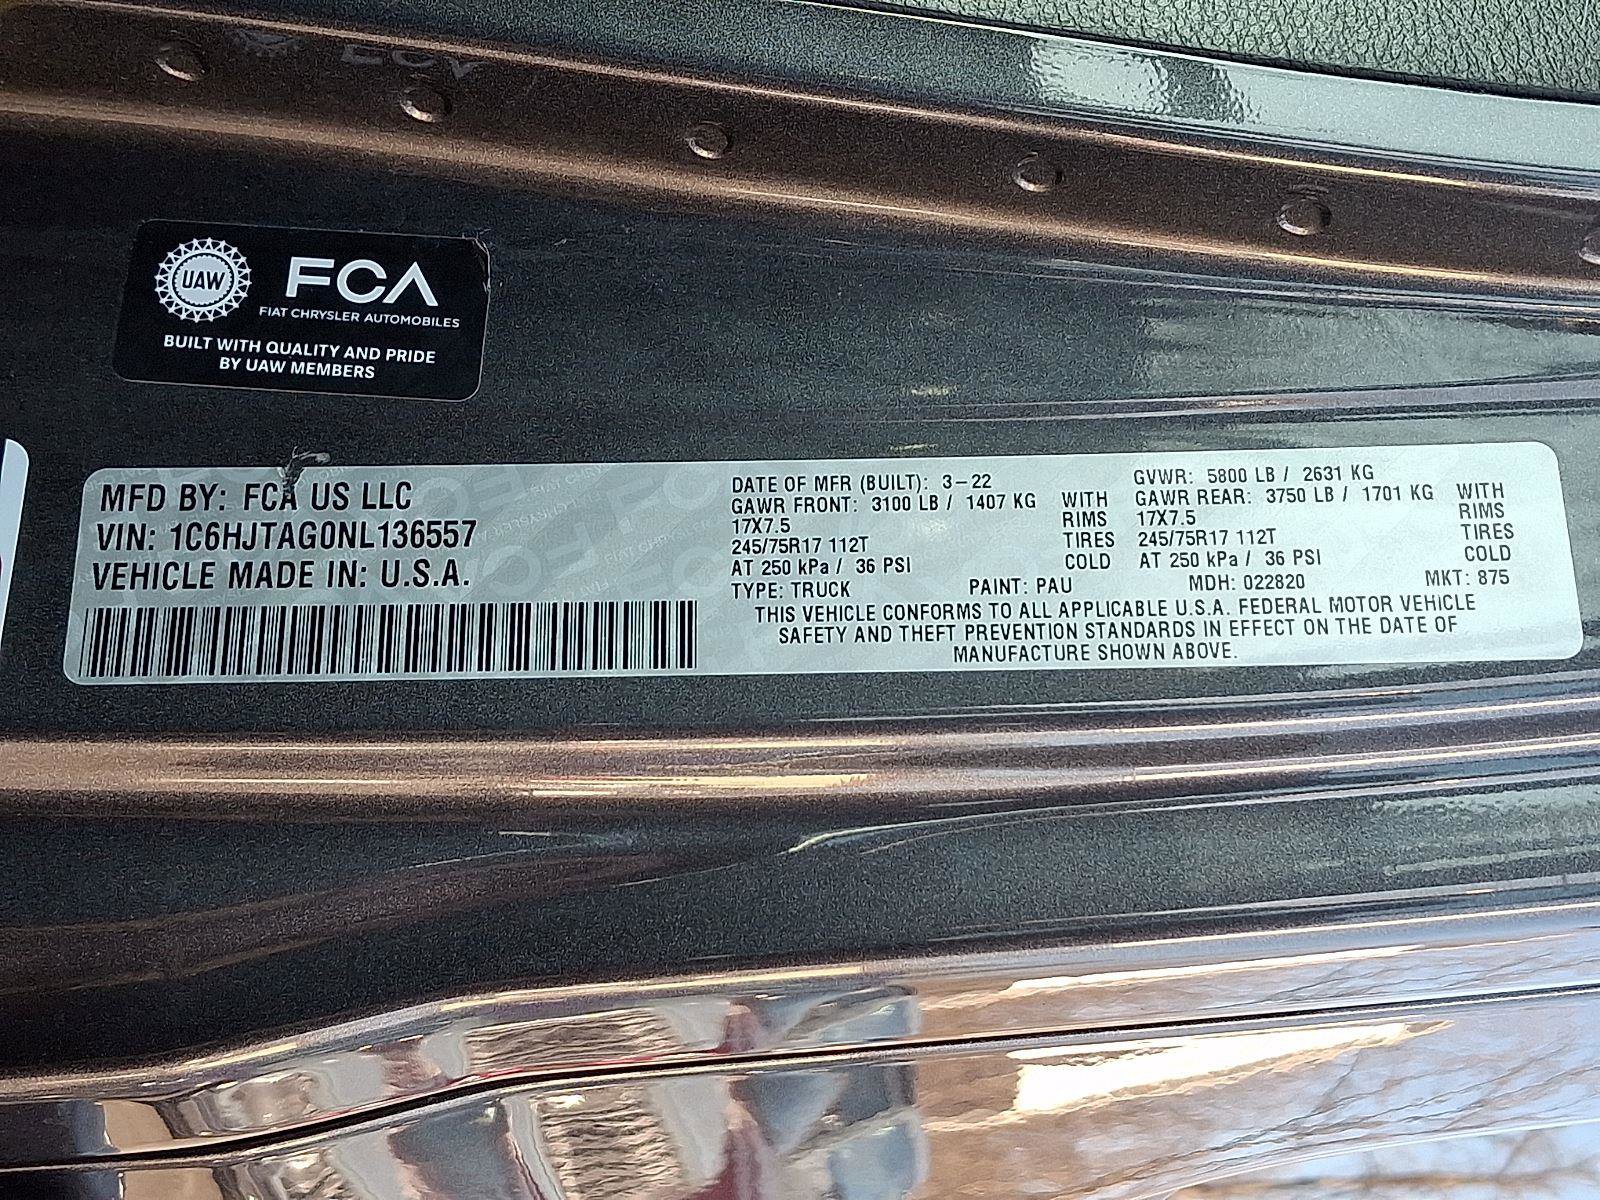 UAW FCA
FIAT CHRYSLER AUTOMOBILES
BUILT WITH QUALITY AND PRIDE
BY UAW MEMBERS
MFD BY: FCA US LLC
VIN: 1C6HJTAG0NL136557
VEHICLE MADE IN: U.S.A.
DATE OF MFR (BUILT): 3-22 GVWR: 5800 LB / 2631 KG
GAWR FRONT: 3100 LB / 1407 KG WITH GAWR REAR: 3750 LB / 1701 KG WITH
17X7.5 RIMS 17X7.5 RIMS
245/75R17 112T TIRES 245/75R17 112T TIRES
AT 250 kPa / 36 PSI COLD AT 250 kPa / 36 PSI COLD
TYPE: TRUCK PAINT: PAU MDH: 022820 MKT: 875
THIS VEHICLE CONFORMS TO ALL APPLICABLE U.S.A. FEDERAL MOTOR VEHICLE
SAFETY AND THEFT PREVENTION STANDARDS IN EFFECT ON THE DATE OF
MANUFACTURE SHOWN ABOVE.